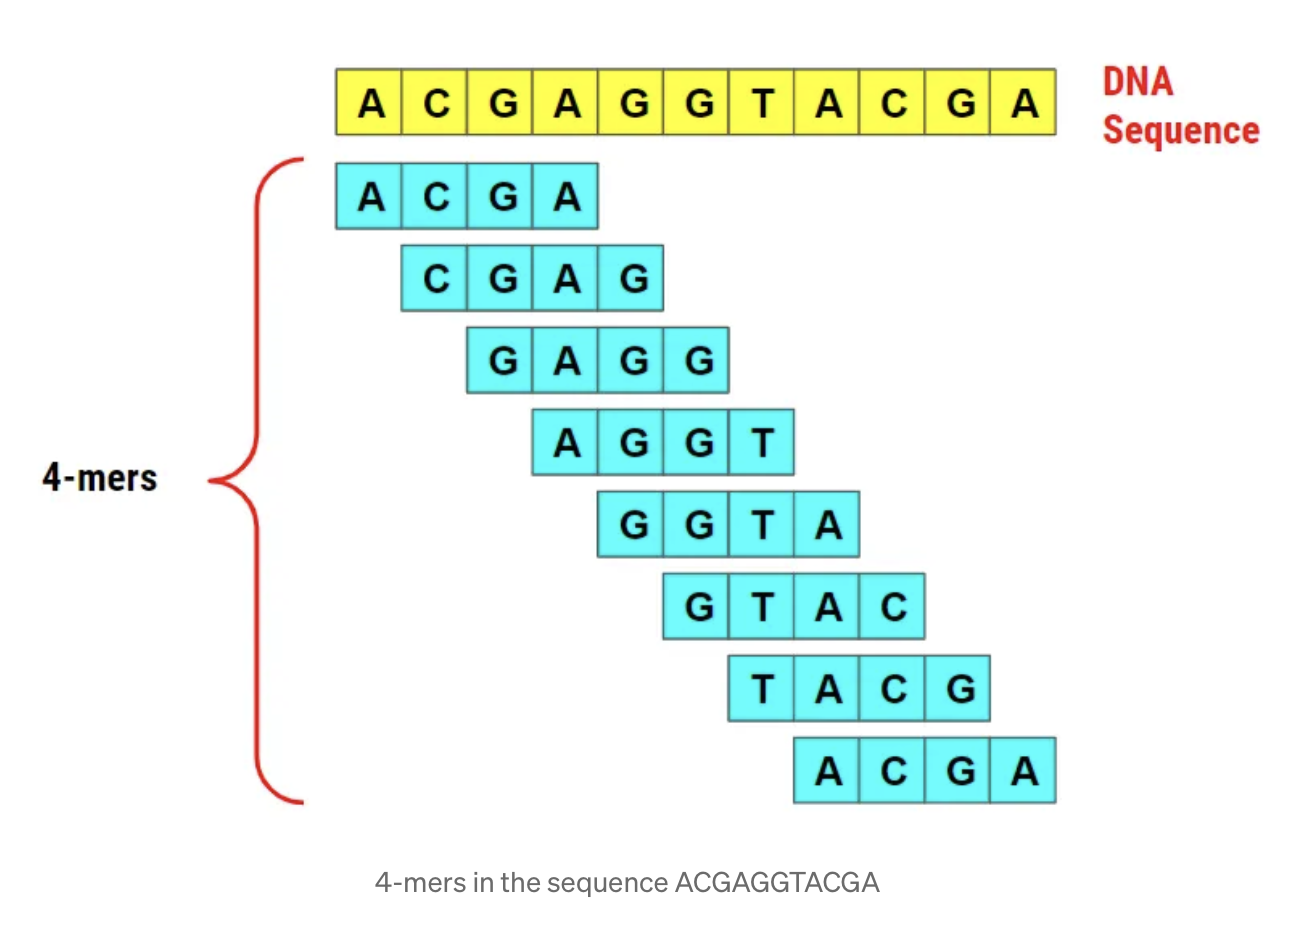 A C G A G G T A C G A
DNA
Sequence
A C G A
C G A G
G A G G
A G G T
G G T A
4-mers
G T A C
T A C G
A C G A
4-mers in the sequence ACGAGGTACGA